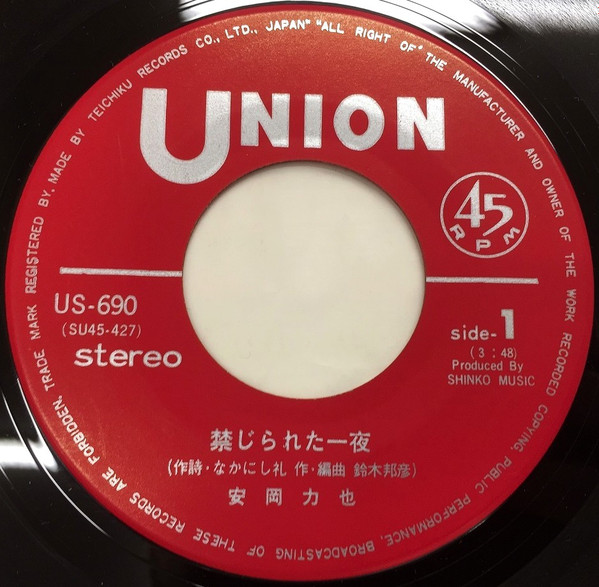 TRADE MARK REGISTERED BY. MADE BY TEICHIKU RECORDS CO., LTD., JAPAN" "ALL RIGHT OF" THE MANUFACTURER AND OWNER OF THE WORK RECORDED COPYING, PUBLIC PERFORMANCE, BROADCASTING OF THESE RECORDS ARE FORBIDDEN,
UNION
45
RPM
US-690
(SU45-427)
stereo
side-1
(3:48)
Produced By
SHINKO MUSIC
禁じられた一夜
(作詩・なかにし礼 作・編曲 鈴木邦彦)
安岡力也